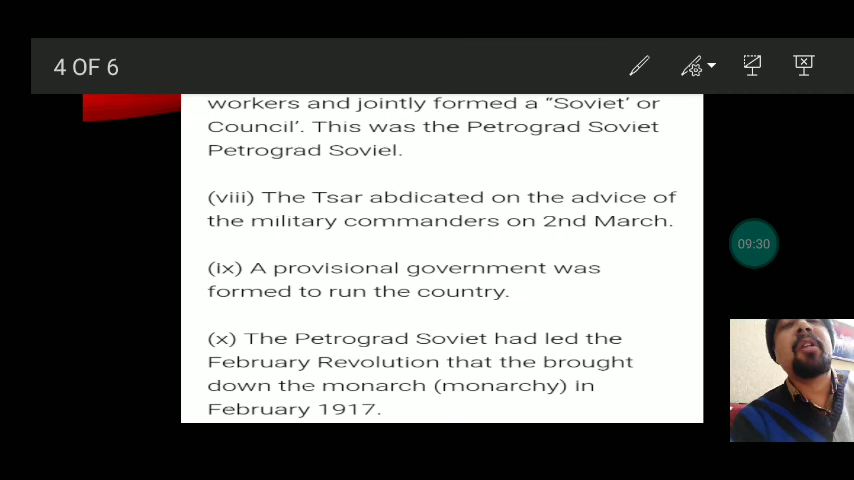 4 OF 6
workers and jointly formed a “Soviet’ or
Council’. This was the Petrograd Soviet
Petrograd Soviel.
(viii) The Tsar abdicated on the advice of
the military commanders on 2nd March.
(ix) A provisional government was
formed to run the country.
(x) The Petrograd Soviet had led the
February Revolution that the brought
down the monarch (monarchy) in
February 1917.
09:30